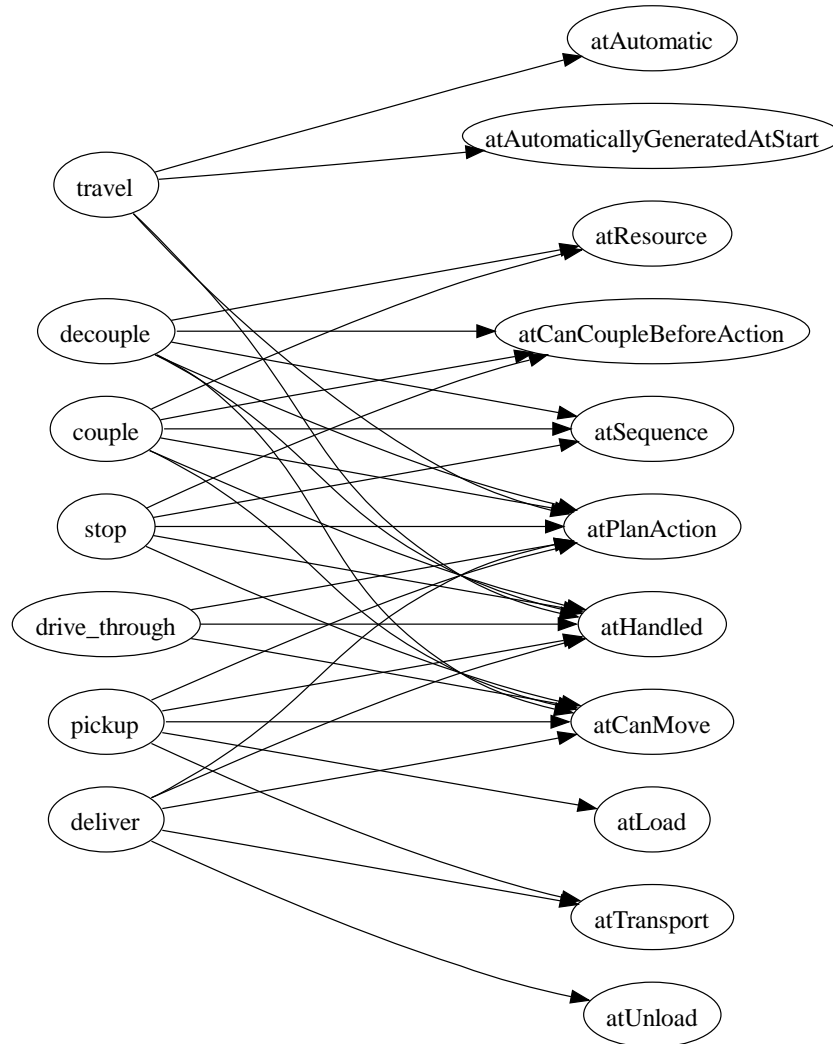 atAutomatic
atAutomaticallyGeneratedAtStart
travel
atResource
decouple
atCanCoupleBeforeAction
couple
atSequence
stop
atPlanAction
drive_through
atHandled
pickup
atCanMove
deliver
atLoad
atTransport
atUnload